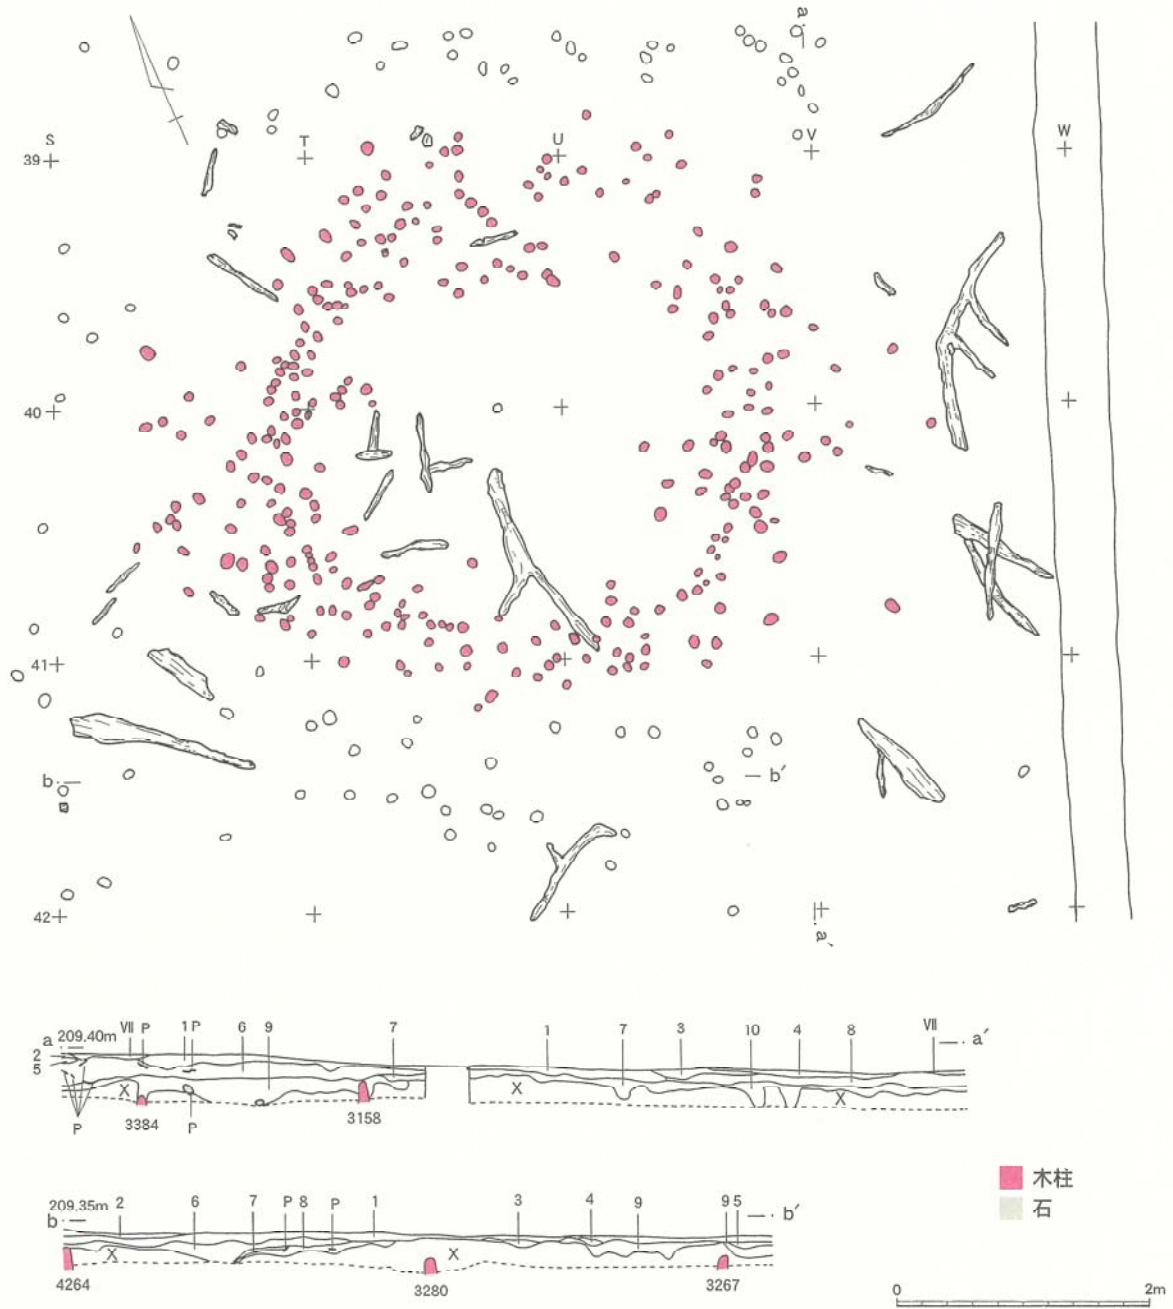 a
S T U V W
39
40
41
b b′
42
a′
a 209.40m VII P 1 P 6 9 7 1 7 3 10 4 8 VII a′
2
5
X X X
P 3384 P 3158
209.35m 2 6 7 P 8 P 1 3 4 9 9 5
b b′
X X
4264 3280 3267
木柱
石
0 2m